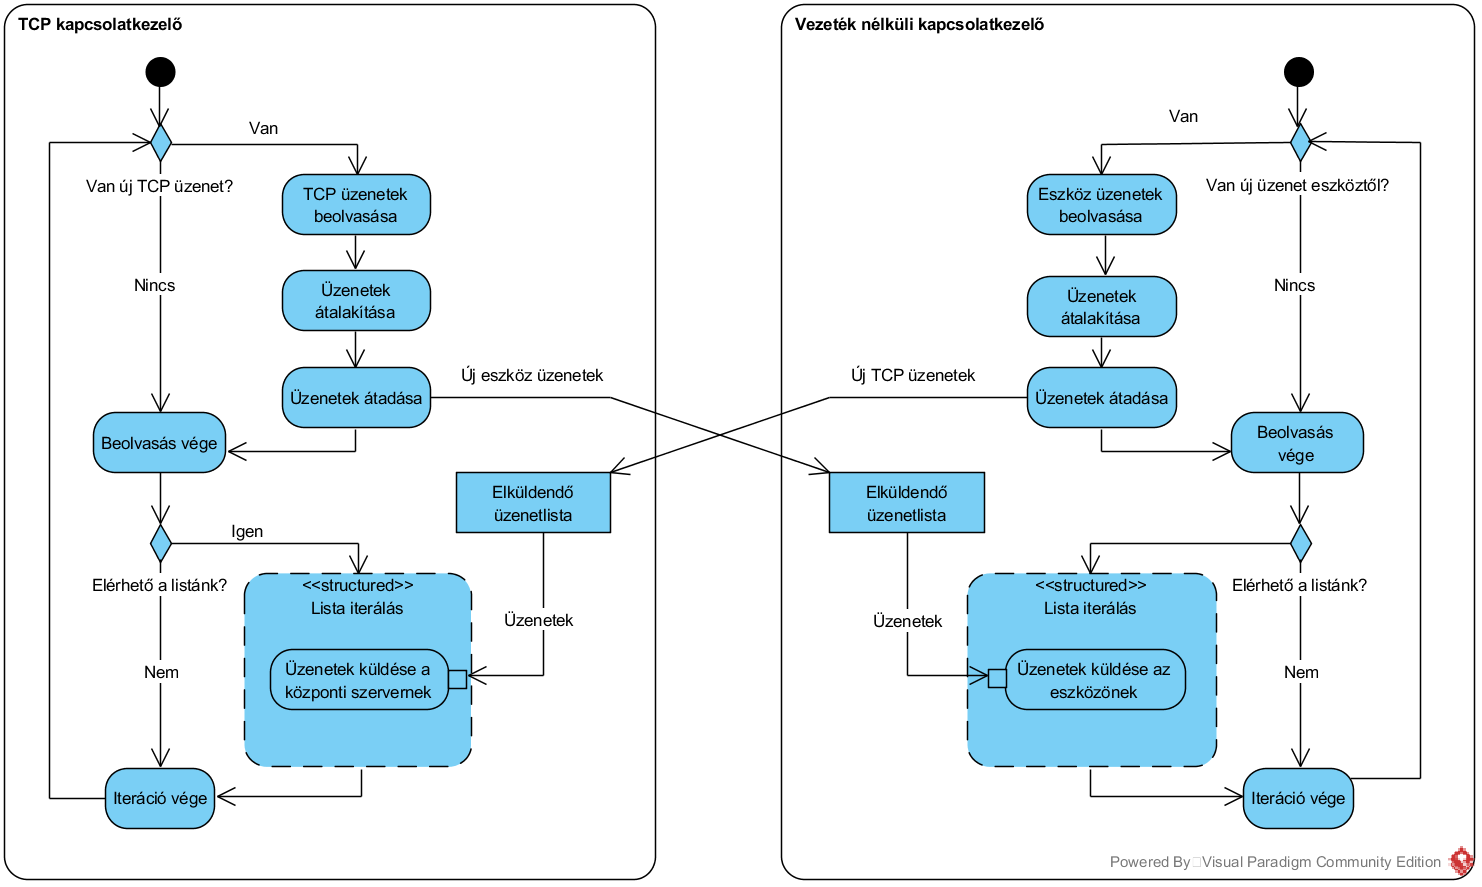 TCP kapcsolatkezelő
Van
Van új TCP üzenet?
TCP üzenetek
beolvasása
Nincs
Üzenetek
átalakítása
Üzenetek átadása
Új eszköz üzenetek
Beolvasás vége
Elküldendő
üzenetlista
Igen
Elérhető a listánk?
<<structured>>
Lista iterálás
Üzenetek
Üzenetek küldése a
központi szervernek
Nem
Iteráció vége
Vezeték nélküli kapcsolatkezelő
Van
Van új üzenet eszköztől?
Eszköz üzenetek
beolvasása
Nincs
Üzenetek
átalakítása
Új TCP üzenetek
Üzenetek átadása
Beolvasás
vége
Elküldendő
üzenetlista
<<structured>>
Lista iterálás
Elérhető a listánk?
Üzenetek
Üzenetek küldése az
eszközönek
Nem
Iteráció vége
Powered By Visual Paradigm Community Edition